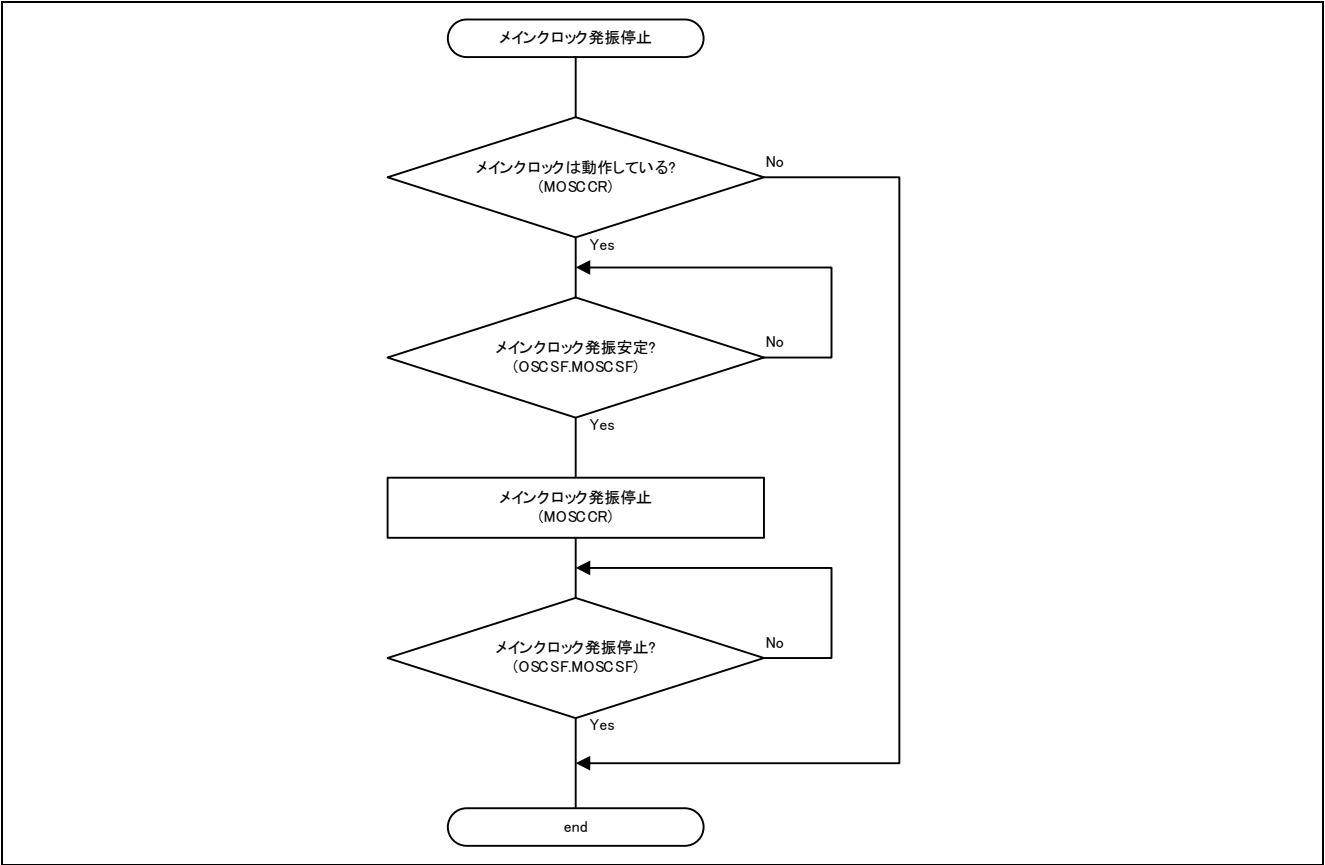 メインクロック発振停止
メインクロックは動作している?
(MOSCCR)
No
Yes
メインクロック発振安定?
(OSCSF.MOSCSF)
No
Yes
メインクロック発振停止
(MOSCCR)
メインクロック発振停止?
(OSCSF.MOSCSF)
No
Yes
end